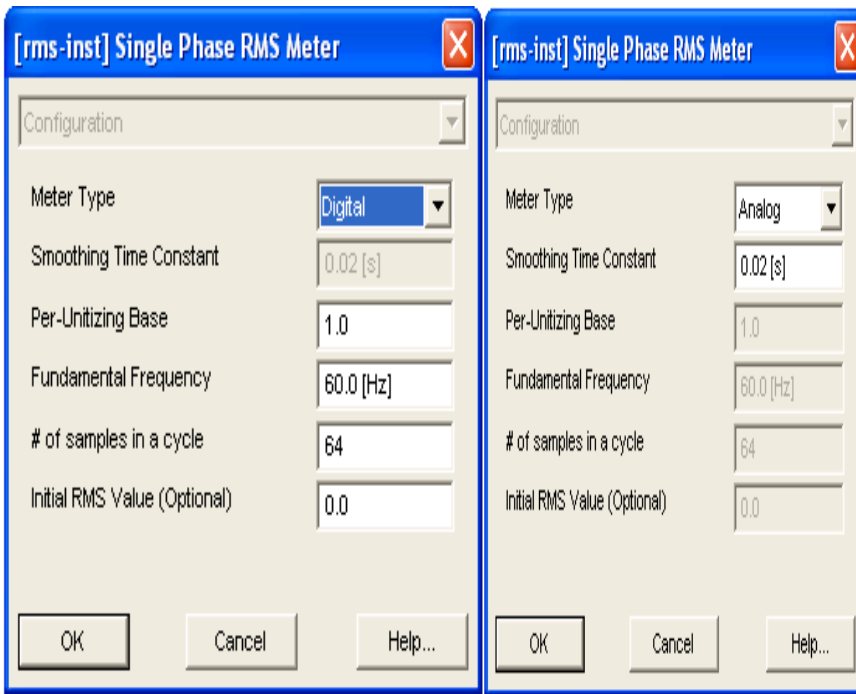 [rms-inst] Single Phase RMS Meter
Configuration
Meter Type Digital
Smoothing Time Constant 0.02 [s]
Per-Unitizing Base 1.0
Fundamental Frequency 60.0 [Hz]
# of samples in a cycle 64
Initial RMS Value (Optional) 0.0
OK Cancel Help...
[rms-inst] Single Phase RMS Meter
Configuration
Meter Type Analog
Smoothing Time Constant 0.02 [s]
Per-Unitizing Base 1.0
Fundamental Frequency 60.0 [Hz]
# of samples in a cycle 64
Initial RMS Value (Optional) 0.0
OK Cancel Help...